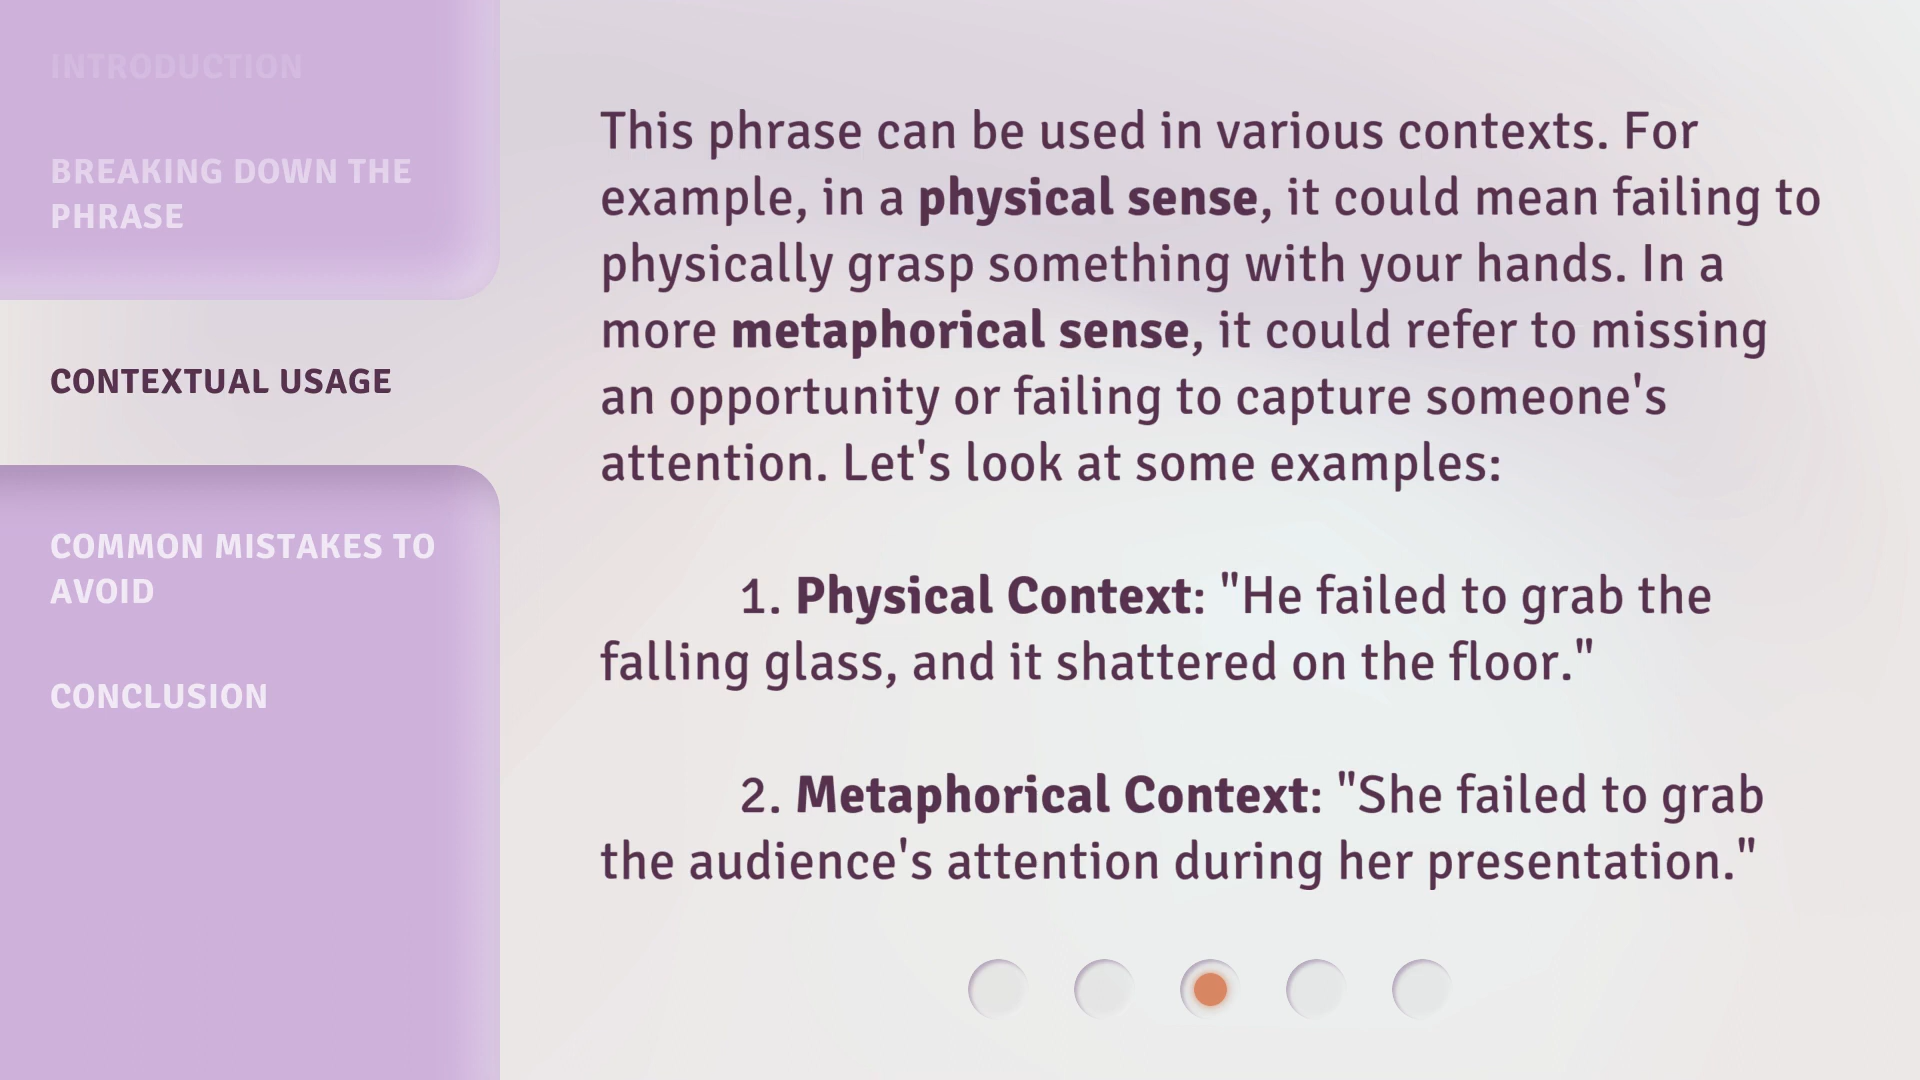 INTRODUCTION
BREAKING DOWN THE
PHRASE
CONTEXTUAL USAGE
COMMON MISTAKES TO
AVOID
CONCLUSION
This phrase can be used in various contexts. For
example, in a physical sense, it could mean failing to
physically grasp something with your hands. In a
more metaphorical sense, it could refer to missing
an opportunity or failing to capture someone's
attention. Let's look at some examples:
1. Physical Context: "He failed to grab the
falling glass, and it shattered on the floor."
2. Metaphorical Context: "She failed to grab
the audience's attention during her presentation."